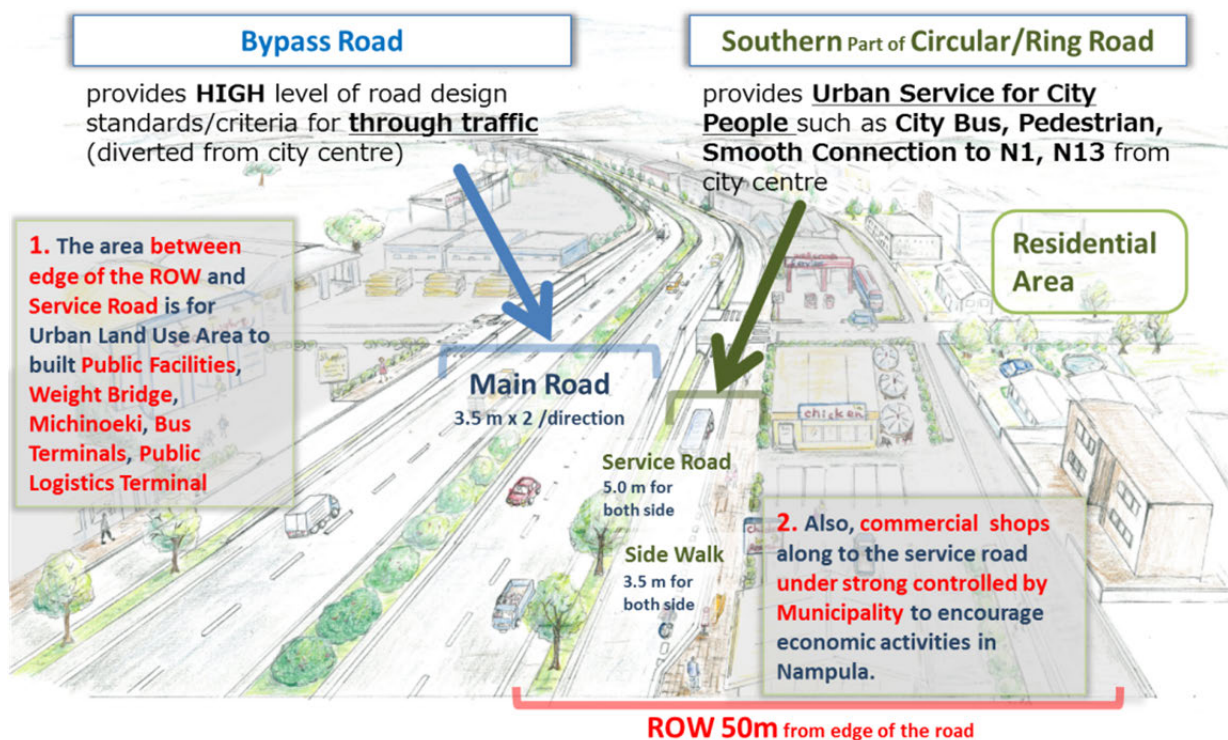 Bypass Road
provides HIGH level of road design
standards/criteria for through traffic
(diverted from city centre)
Southern Part of Circular/Ring Road
provides Urban Service for City
People such as City Bus, Pedestrian,
Smooth Connection to N1, N13 from
city centre
1. The area between
edge of the ROW and
Service Road is for
Urban Land Use Area to
built Public Facilities,
Weight Bridge,
Michinoeki, Bus
Terminals, Public
Logistics Terminal
Residential
Area
Main Road
3.5 m x 2 /direction
chicken
Service Road
5.0 m for
both side
Side Walk
3.5 m for
both side
2. Also, commercial shops
along to the service road
under strong controlled by
Municipality to encourage
economic activities in
Nampula.
ROW 50m from edge of the road